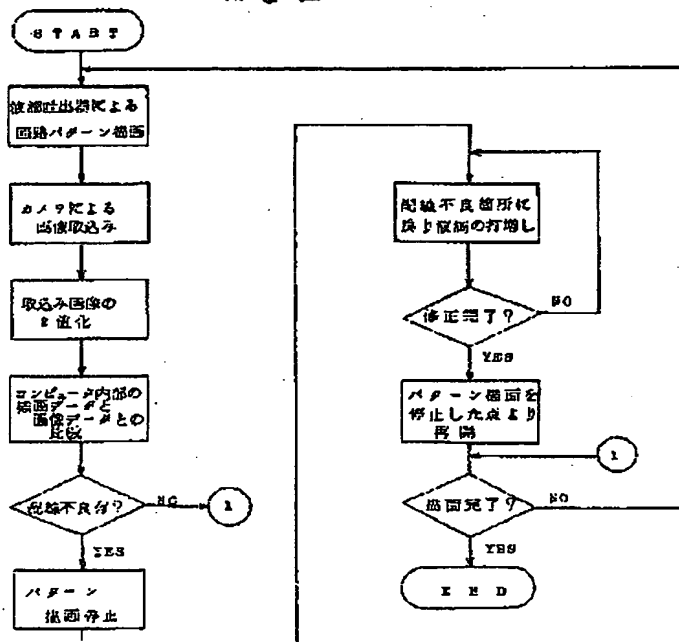 START
液滴吐出器による
回路パターン描画
カメラによる
画像取込み
取込み画像の
2値化
コンピュータ内部の
描画データと
画像データとの
比較
配線不良有?
NO
1
YES
パターン
描画停止
配線不良箇所に
戻り液滴の打増し
修正完了?
NO
YES
パターン描画を
停止した点より
再開
1
描画完了?
NO
YES
END